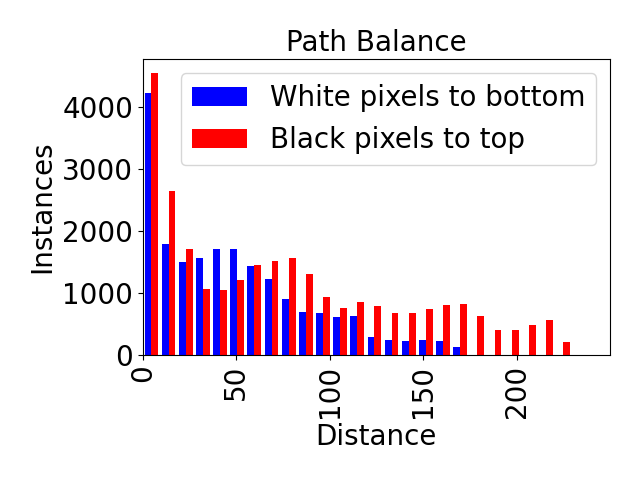 Path Balance
White pixels to bottom
Black pixels to top
Instances
4000
3000
2000
1000
0
0
50
100
150
200
Distance